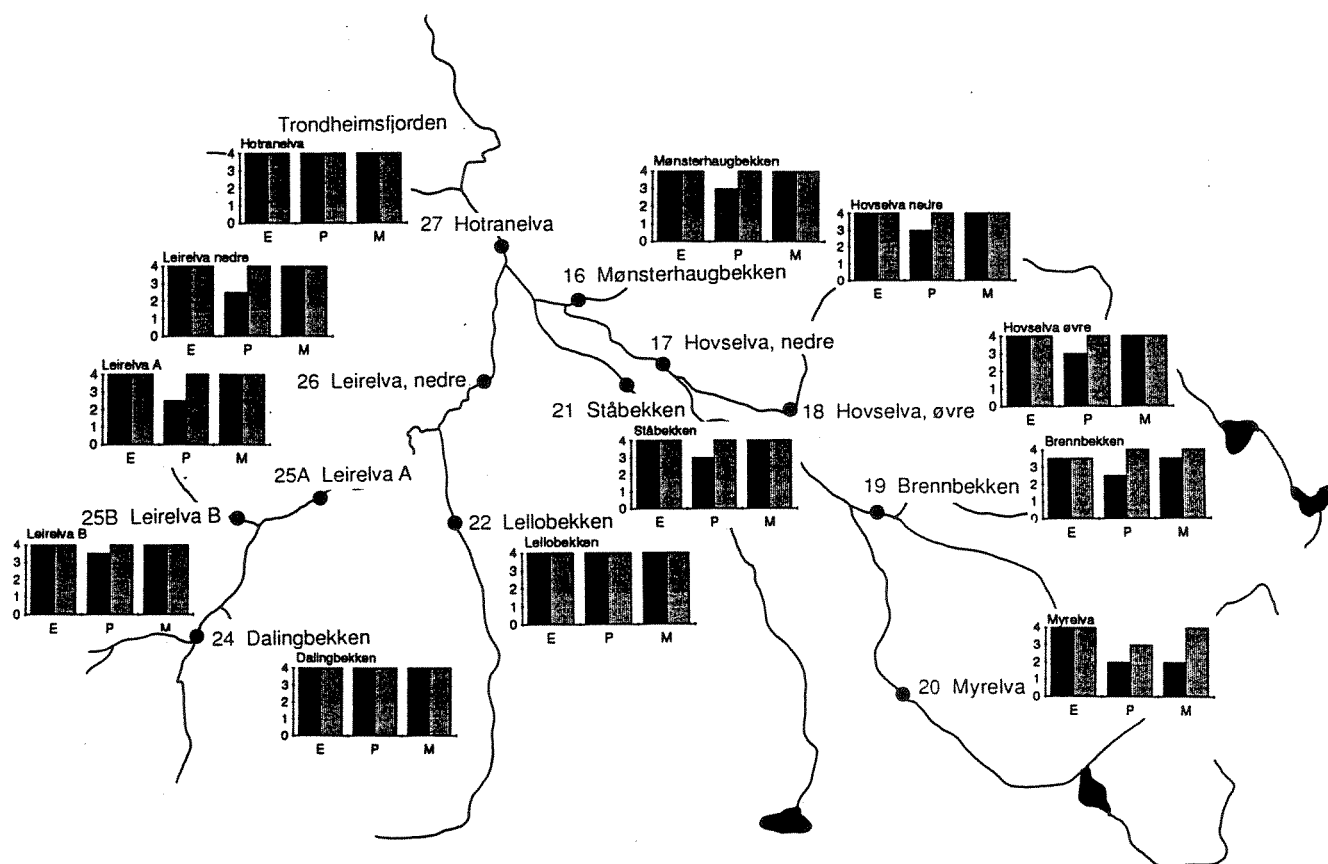 Trondheimsfjorden
Hotranelva
4
3
2
1
0
E P M
27 Hotranelva
Mønsterhaugbekken
4
3
2
1
0
E P M
Hovselva nedre
4
3
2
1
0
E P M
Leirelva nedre
4
3
2
1
0
E P M
16 Mønsterhaugbekken
17 Hovselva, nedre
Hovselva øvre
4
3
2
1
0
E P M
Leirelva A
4
3
2
1
0
E P M
26 Leirelva, nedre
21 Ståbekken
18 Hovselva, øvre
Ståbekken
4
3
2
1
0
E P M
Brennbekken
4
3
2
1
0
E P M
25A Leirelva A
19 Brennbekken
25B Leirelva B
22 Lellobekken
Leirelva B
4
3
2
1
0
E P M
Lellobekken
4
3
2
1
0
E P M
24 Dalingbekken
Dalingbekken
4
3
2
1
0
E P M
Myrelva
4
3
2
1
0
E P M
20 Myrelva